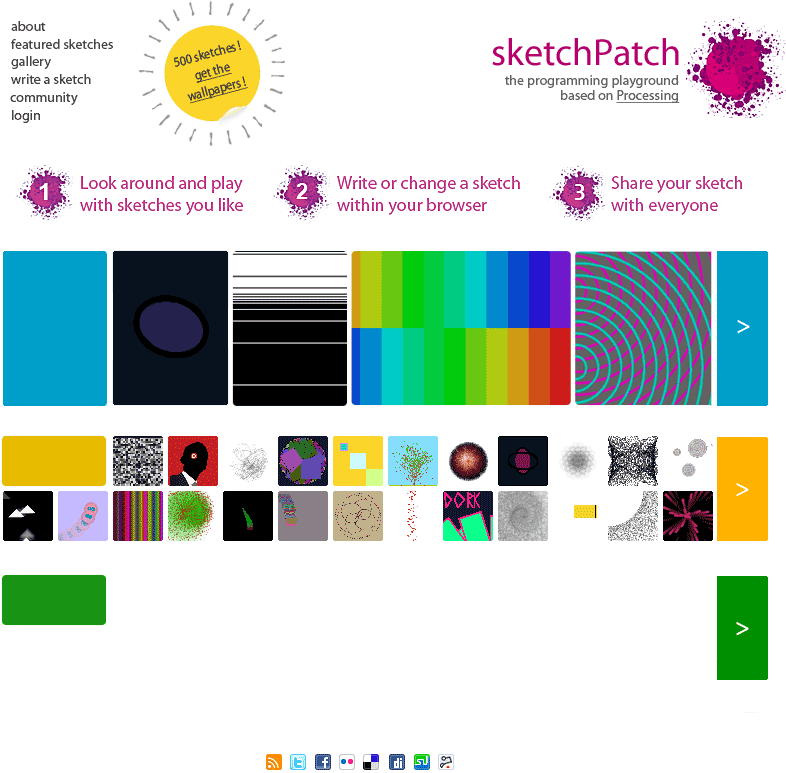 about
featured sketches
gallery
write a sketch
community
login
500 sketches !
get the
wallpapers !
sketchPatch
the programming playground
based on Processing
1
Look around and play
with sketches you like
2
Write or change a sketch
within your browser
3
Share your sketch
with everyone
>
DORK
>
>